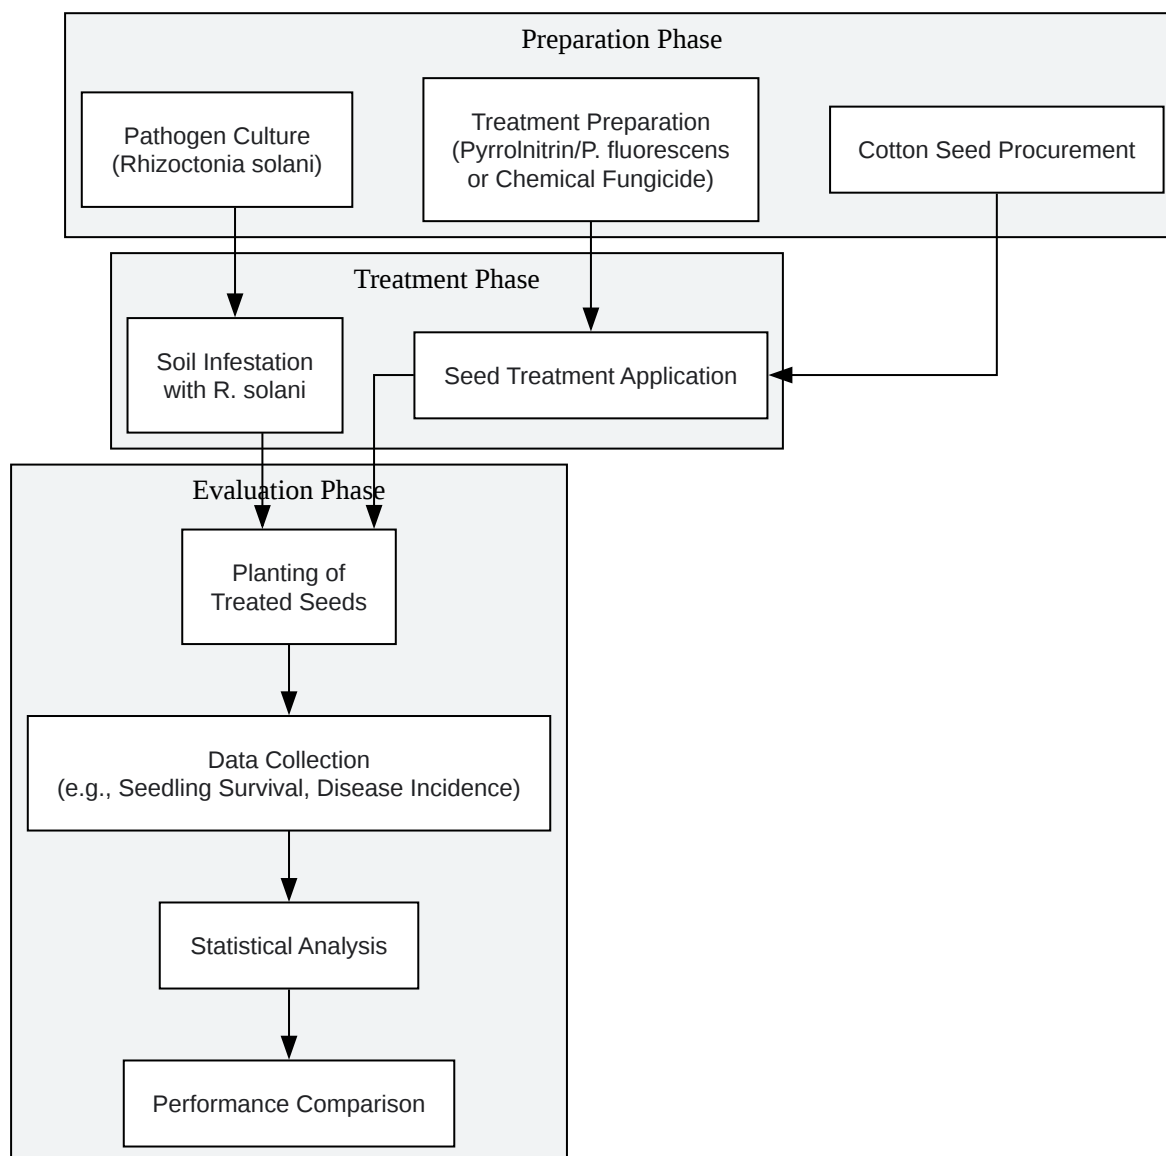 Preparation Phase
Pathogen Culture
(Rhizoctonia solani)
Treatment Preparation
(Pyrrolnitrin/P. fluorescens
or Chemical Fungicide)
Cotton Seed Procurement
Treatment Phase
Soil Infestation
with R. solani
Seed Treatment Application
Evaluation Phase
Planting of
Treated Seeds
Data Collection
(e.g., Seedling Survival, Disease Incidence)
Statistical Analysis
Performance Comparison